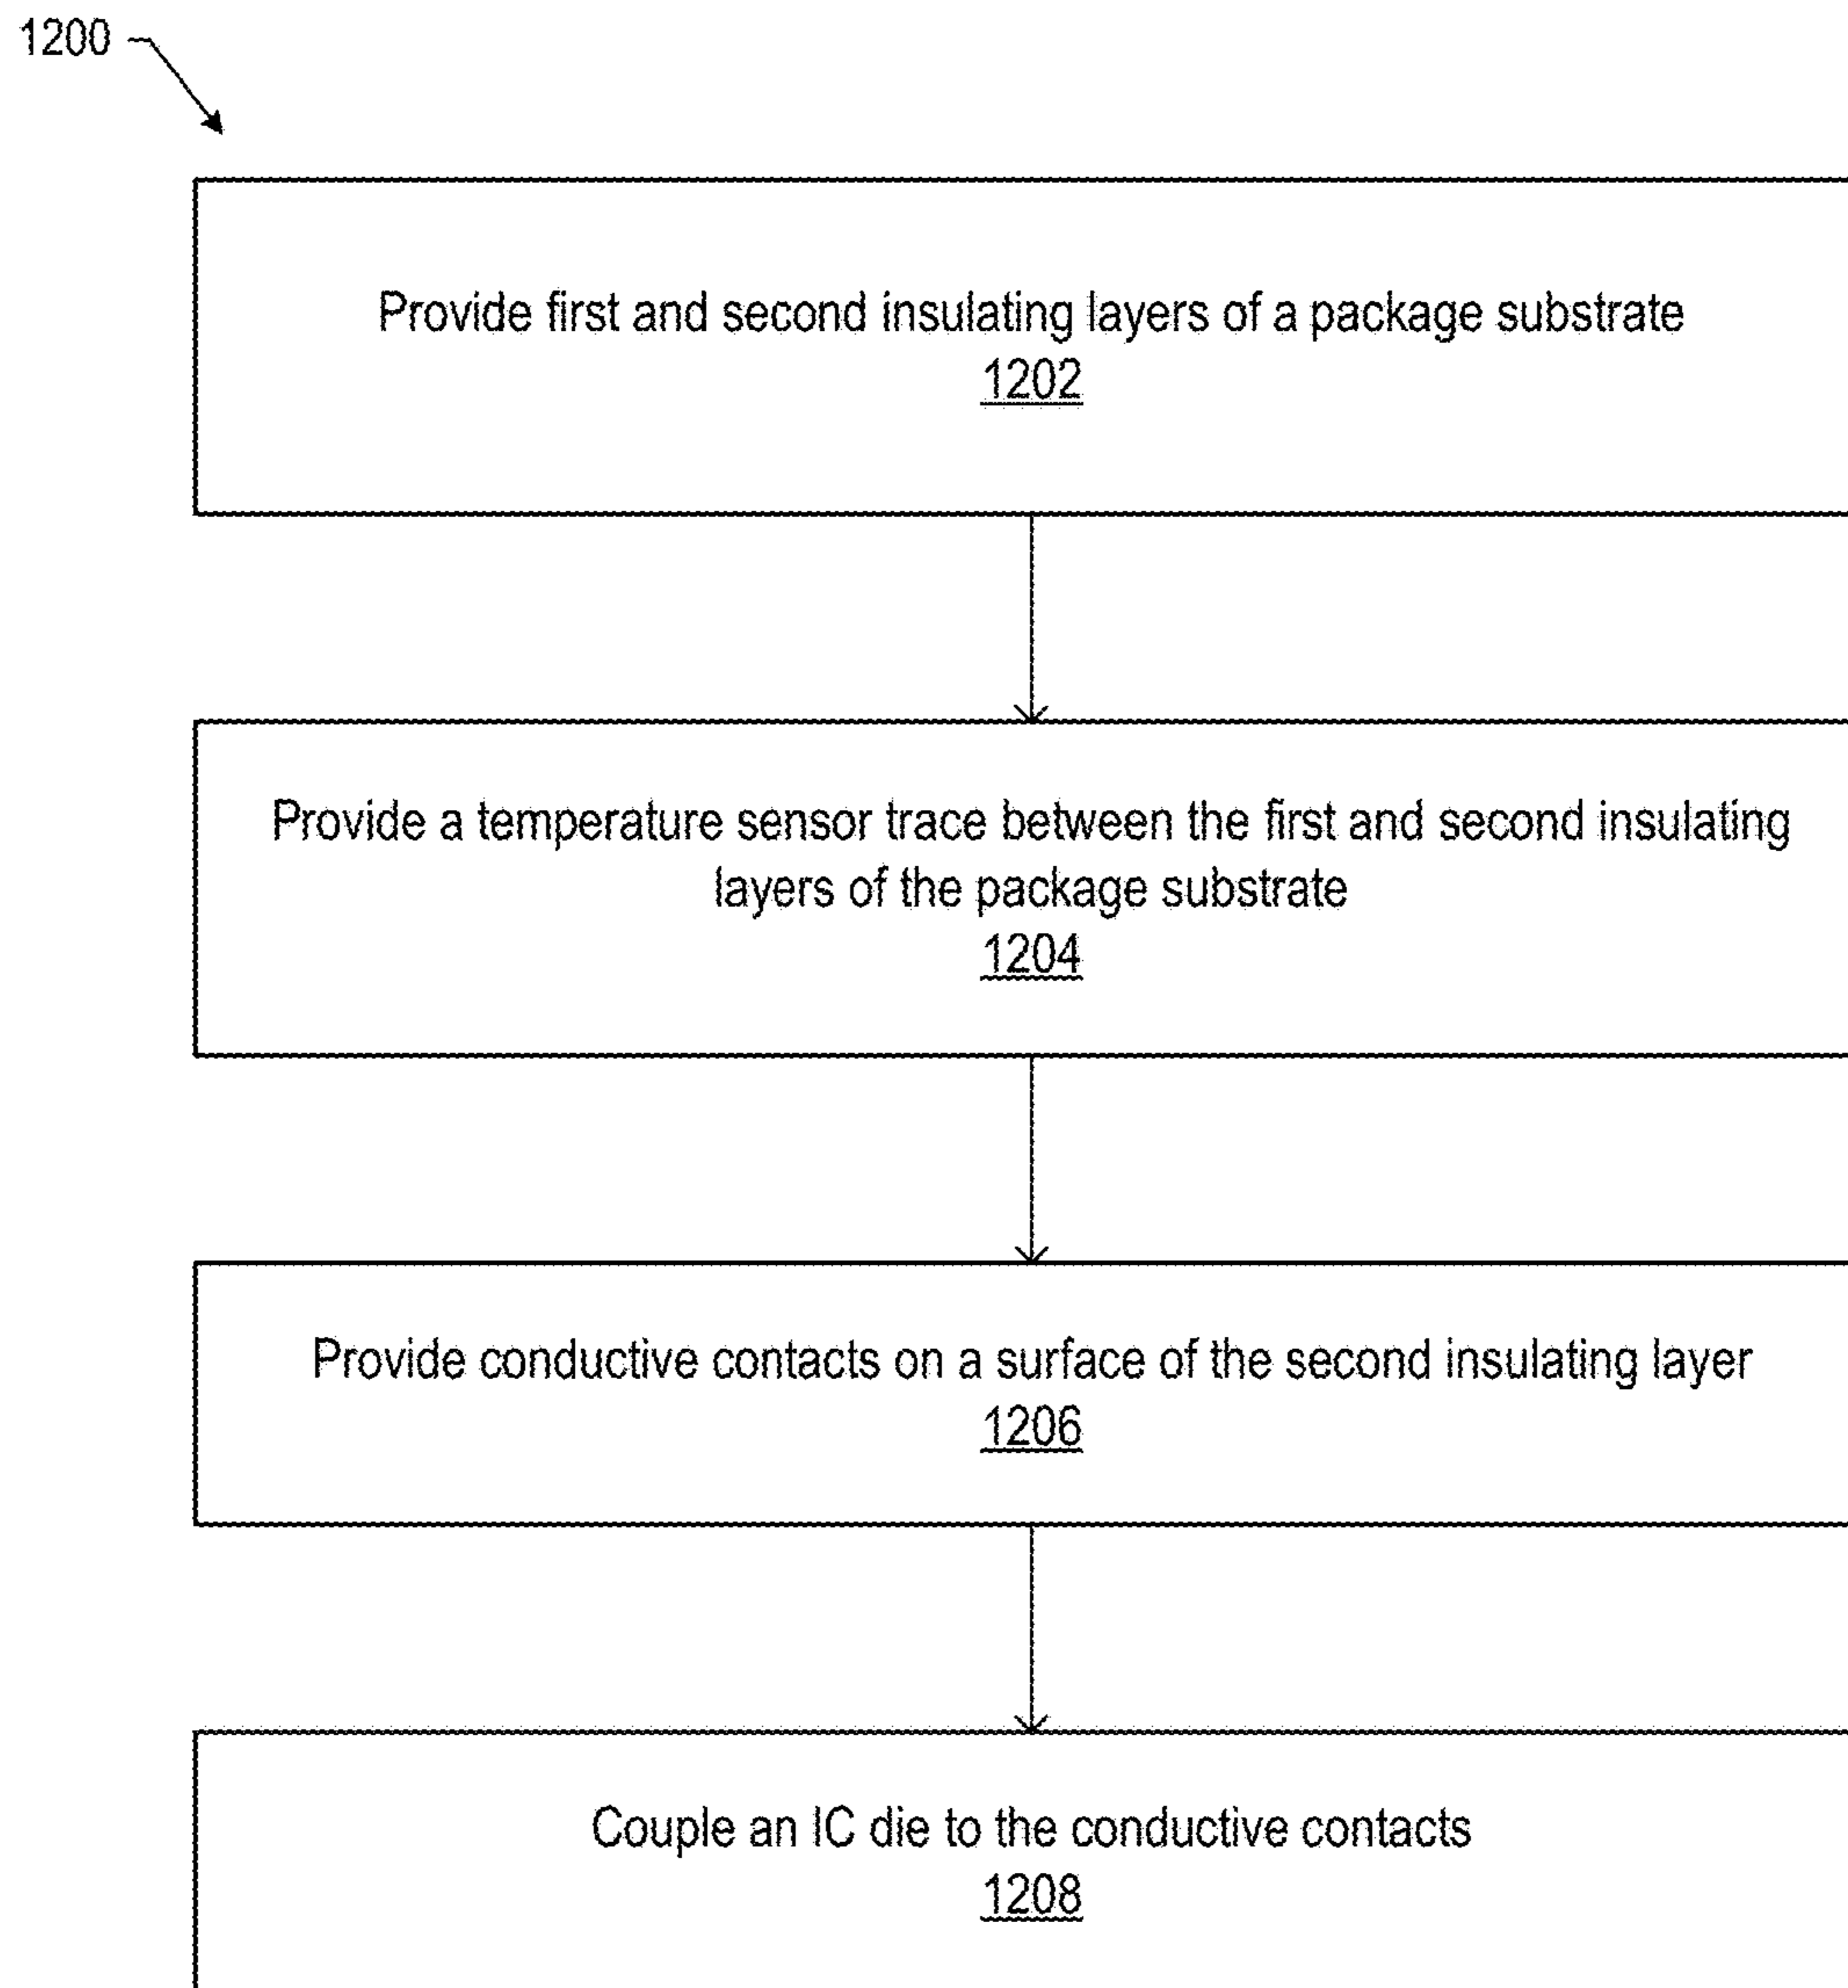 1200
Provide first and second insulating layers of a package substrate
1202
Provide a temperature sensor trace between the first and second insulating
layers of the package substrate
1204
Provide conductive contacts on a surface of the second insulating layer
1206
Couple an IC die to the conductive contacts
1208